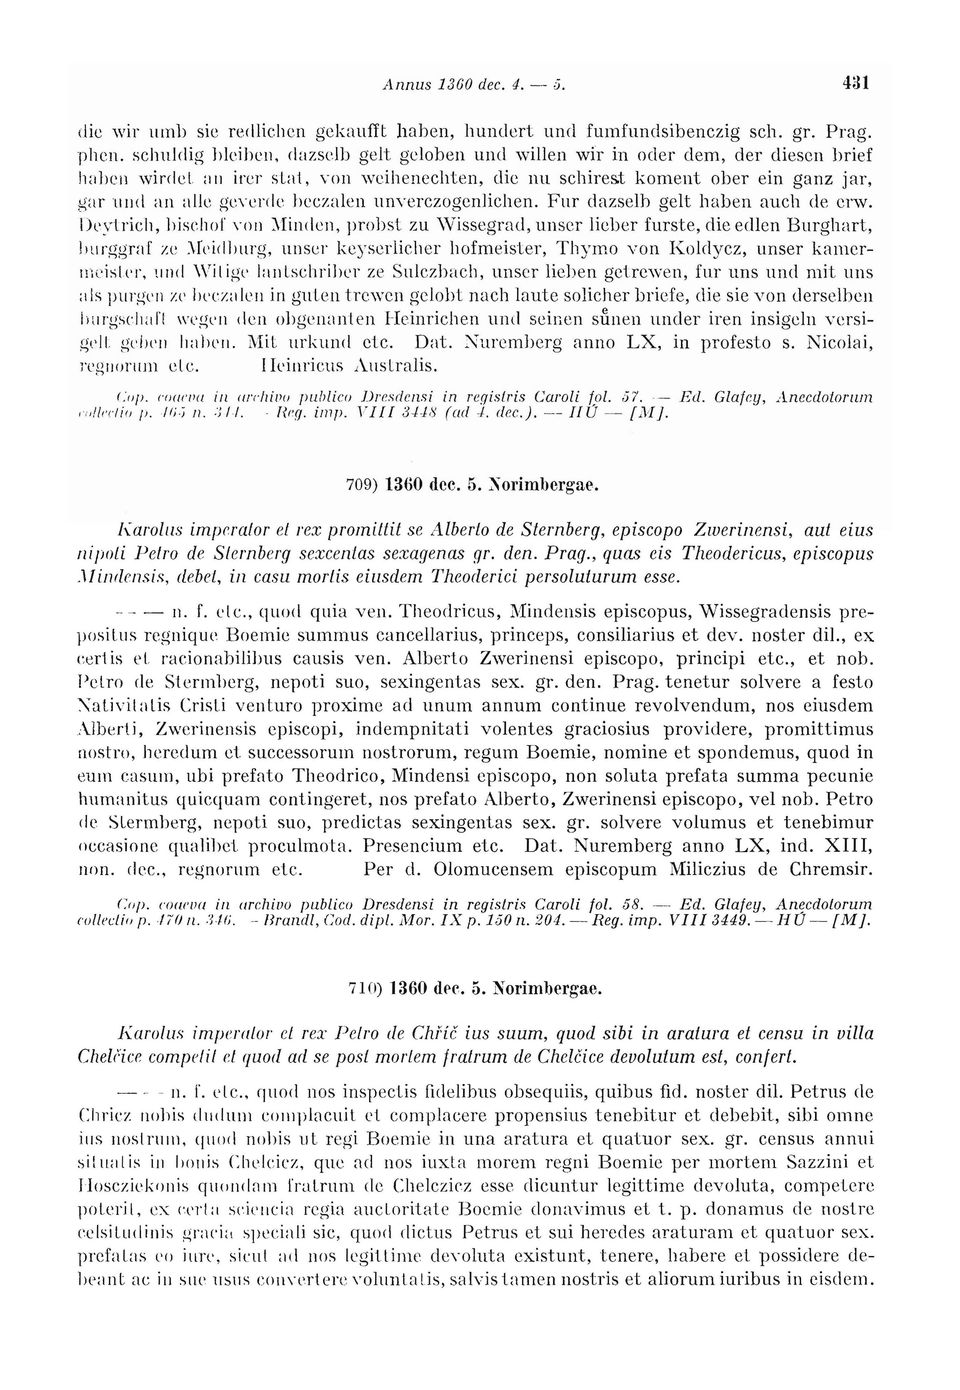 Annus 1360 dec. 4. — 5. 431
die wir umb sie redlichen gekaufft haben, hundert und fumfundsibenczig sch. gr. Prag.
phen. schuldig bleiben, dazselb gelt geloben und willen wir in oder dem, der diesen brief
haben wirdet an irer stat, von weihenechten, die nu schirest koment ober ein ganz jar,
gar und an alle geverde beczalen unverczogenlichen. Fur dazselb gelt haben auch de erw.
Deytrich, bischof von Minden, probst zu Wissegrad, unser lieber furste, die edlen Burghart,
burggraf ze Meidburg, unser keyserlicher hofmeister, Thymo von Koldycz, unser kamer-
meister, und Witige lantschriber ze Sulczbach, unser lieben getrewen, fur uns und mit uns
als purgen ze beczalen in guten trewen gelobt nach laute solicher briefe, die sie von derselben
burgschaft wegen den obgenanten Heinrichen und seinen sůnen under iren insigeln versi-
gelt geben haben. Mit urkund etc. Dat. Nuremberg anno LX, in profesto s. Nicolai,
regnorum etc. Heinricus Australis.
Cop. coaeva in archivo publico Dresdensi in registris Caroli fol. 57. — Ed. Glafey, Anecdotorum
collectio p. 465 n. 344. - Reg. imp. VIII 3448 (ad 4. dec.). — HÚ — [M].
709) 1360 dec. 5. Norimbergae.
Karolus imperator et rex promittit se Alberto de Sternberg, episcopo Zwerinensi, aut eius
nipoti Petro de Sternberg sexcentas sexagenas gr. den. Prag., quas eis Theodericus, episcopus
Mindensis, debet, in casu mortis eiusdem Theoderici persoluturum esse.
- - — n. f. etc., quod quia ven. Theodricus, Mindensis episcopus, Wissegradensis pre-
positus regnique Boemie summus cancellarius, princeps, consiliarius et dev. noster dil., ex
certis et racionabilibus causis ven. Alberto Zwerinensi episcopo, principi etc., et nob.
Petro de Stermberg, nepoti suo, sexingentas sex. gr. den. Prag. tenetur solvere a festo
Nativitatis Cristi venturo proxime ad unum annum continue revolvendum, nos eiusdem
Alberti, Zwerinensis episcopi, indempnitati volentes graciosius providere, promittimus
nostro, heredum et successorum nostrorum, regum Boemie, nomine et spondemus, quod in
eum casum, ubi prefato Theodrico, Mindensi episcopo, non soluta prefata summa pecunie
humanitus quicquam contingeret, nos prefato Alberto, Zwerinensi episcopo, vel nob. Petro
de Stermberg, nepoti suo, predictas sexingentas sex. gr. solvere volumus et tenebimur
occasione qualibet proculmota. Presencium etc. Dat. Nuremberg anno LX, ind. XIII,
non. dec., regnorum etc. Per d. Olomucensem episcopum Miliczius de Chremsir.
Cop. coaeva in archivo publico Dresdensi in registris Caroli fol. 58. — Ed. Glafey, Anecdotorum
collectio p. 470 n. 346. - Brandl, Cod. dipl. Mor. IX p. 150 n. 204. — Reg. imp. VIII 3449. — HÚ — [M].
710) 1360 dec. 5. Norimbergae.
Karolus imperator et rex Petro de Chříč ius suum, quod sibi in aratura et censu in villa
Chelčice competit et quod ad se post mortem fratrum de Chelčice devolutum est, confert.
— - - n. f. etc., quod nos inspectis fidelibus obsequiis, quibus fid. noster dil. Petrus de
Chricz nobis dudum complacuit et complacere propensius tenebitur et debebit, sibi omne
ius nostrum, quod nobis ut regi Boemie in una aratura et quatuor sex. gr. census annui
situatis in bonis Chelcicz, que ad nos iuxta morem regni Boemie per mortem Sazzini et
Hoscziekonis quondam fratrum de Chelczicz esse dicuntur legittime devoluta, competere
poterit, ex certa sciencia regia auctoritate Boemie donavimus et t. p. donamus de nostre
celsitudinis gracia speciali sic, quod dictus Petrus et sui heredes araturam et quatuor sex.
prefatas eo iure, sicut ad nos legittime devoluta existunt, tenere, habere et possidere de-
beant ac in sue usus convertere voluntatis, salvis tamen nostris et aliorum iuribus in eisdem.